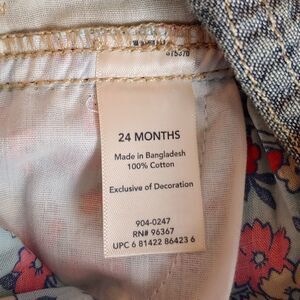 24 MONTHS
Made in Bangladesh
100% Cotton
Exclusive of Decoration
904-0247
RN# 96367
UPC 6 81422 86423 6